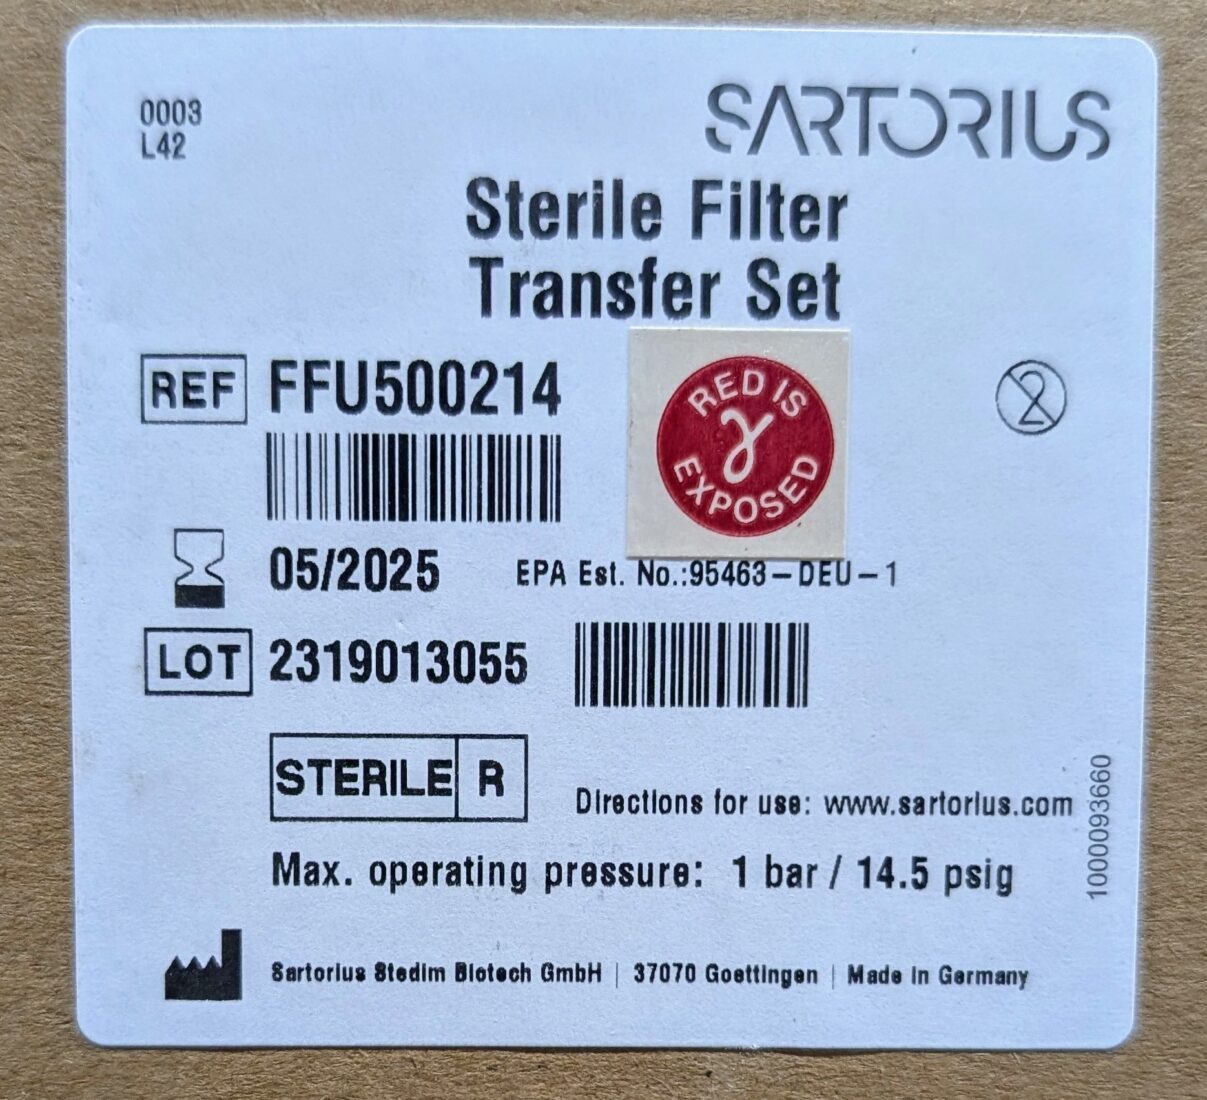 0003
L42
SARTORIUS
Sterile Filter
Transfer Set
REF FFU500214
RED IS
γ
EXPOSED
2
05/2025
EPA Est. No.:95463-DEU-1
LOT 2319013055
STERILE R
Directions for use: www.sartorius.com
1000093660
Max. operating pressure: 1 bar / 14.5 psig
Sartorius Stedim Biotech GmbH | 37070 Goettingen | Made in Germany